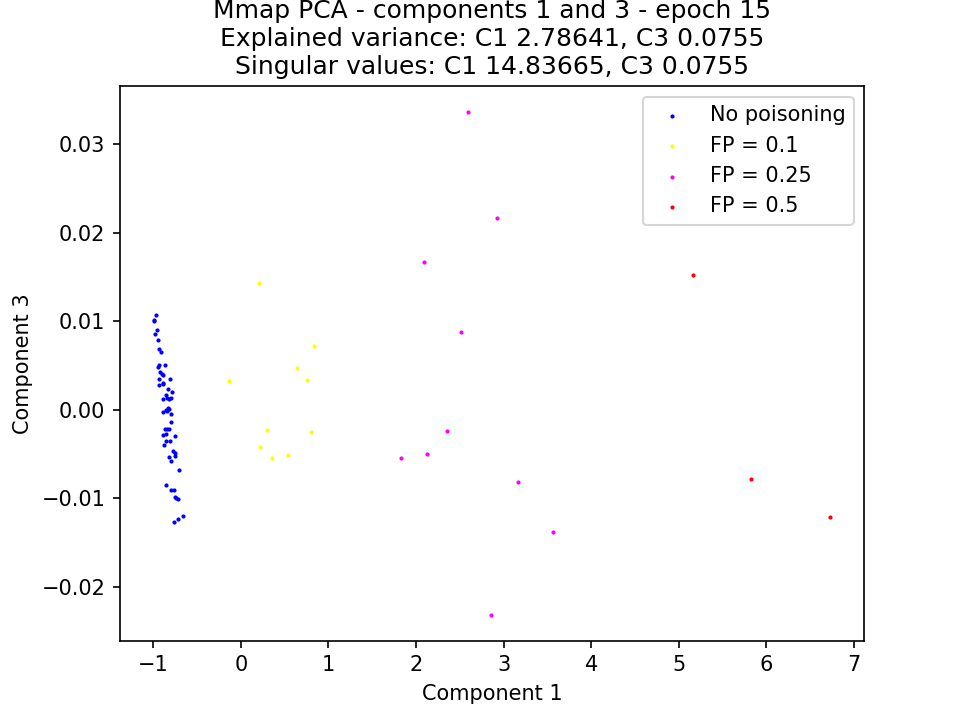 Mmap PCA - components 1 and 3 - epoch 15
Explained variance: C1 2.78641, C3 0.0755
Singular values: C1 14.83665, C3 0.0755
No poisoning
FP = 0.1
FP = 0.25
FP = 0.5
0.03
0.02
0.01
0.00
−0.01
−0.02
Component 3
−1 0 1 2 3 4 5 6 7
Component 1